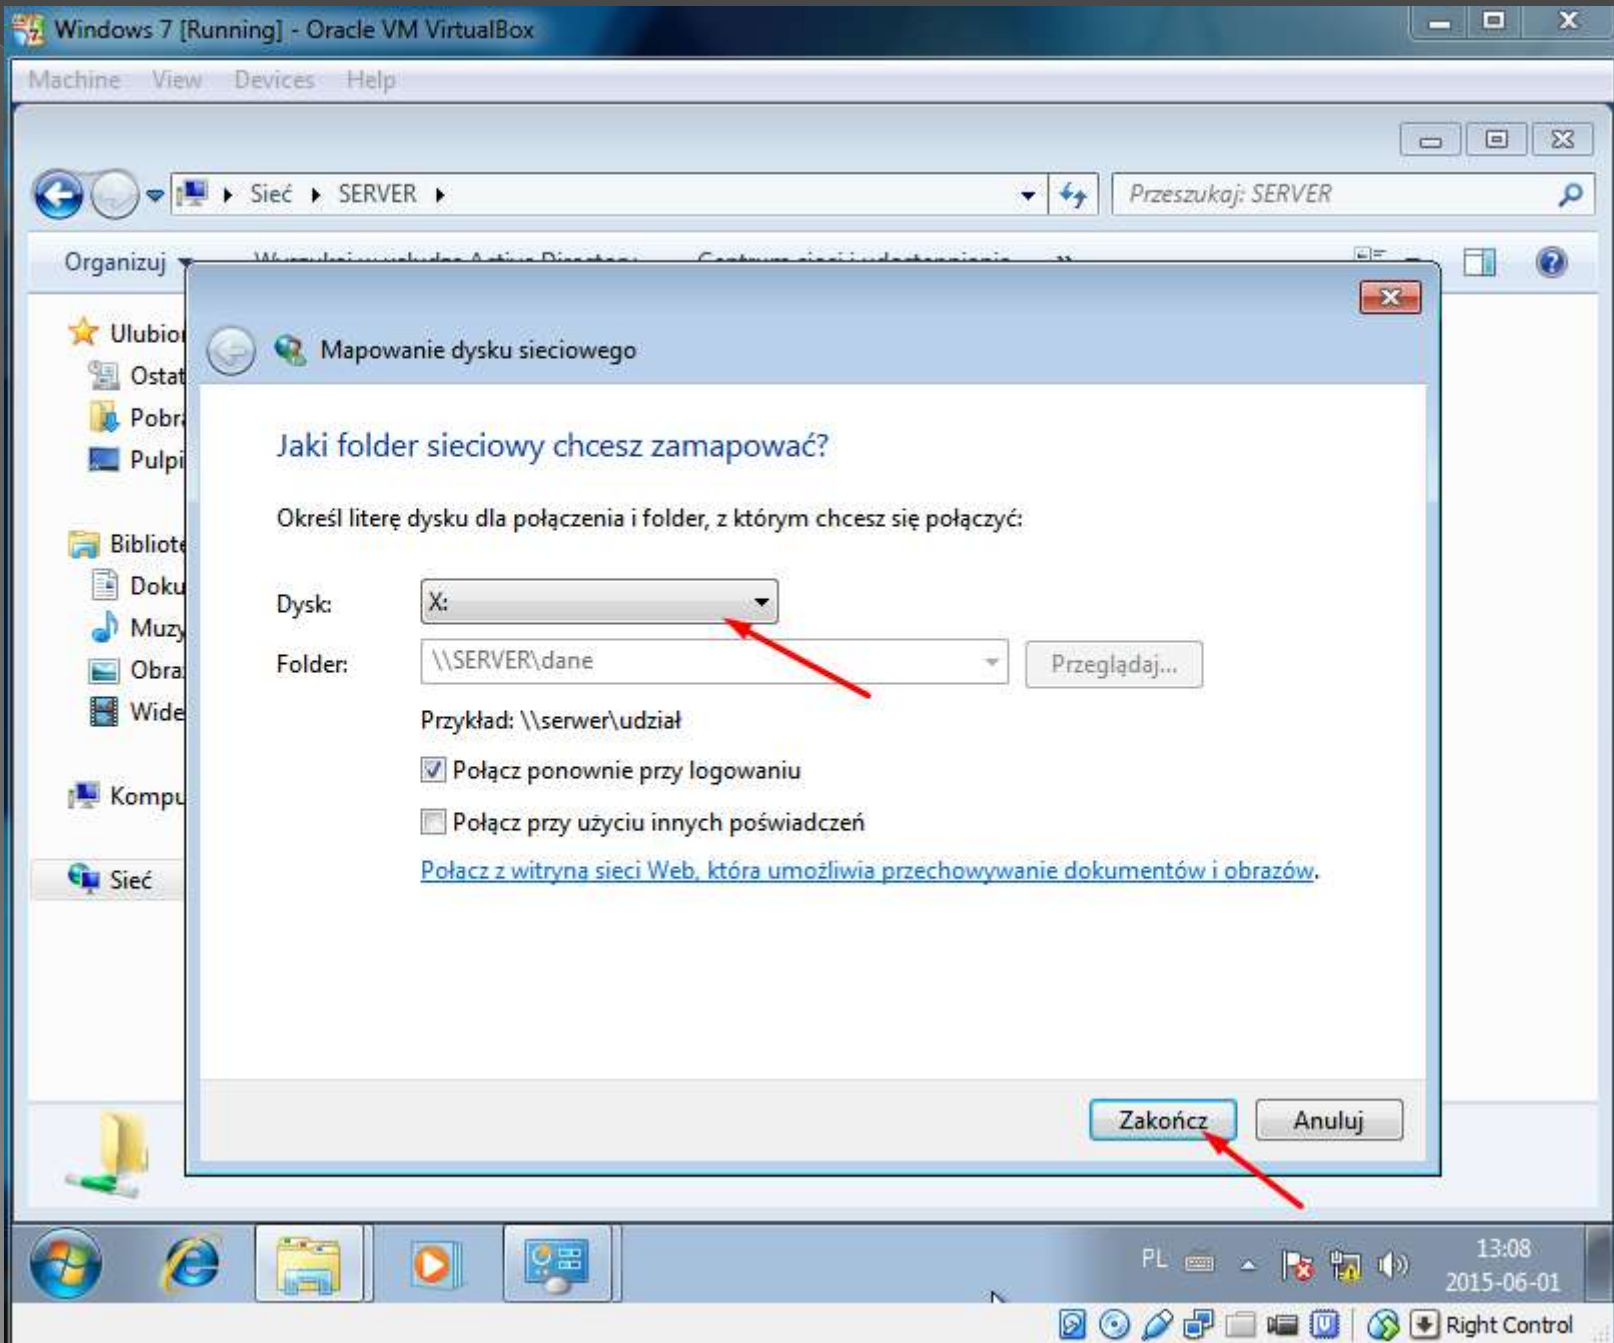 Windows 7 [Running] - Oracle VM VirtualBox
Machine View Devices Help
Sieć SERVER
Przeszukaj: SERVER
Organizuj
Ulubio
Ostat
Pobra
Pulpi
Bibliote
Doku
Muzy
Obra
Wide
Kompu
Sieć
Mapowanie dysku sieciowego
Jaki folder sieciowy chcesz zamapować?
Określ literę dysku dla połączenia i folder, z którym chcesz się połączyć:
Dysk: X:
Folder: \\SERVER\dane Przeglądaj...
Przykład: \\serwer\udział
Połącz ponownie przy logowaniu
Połącz przy użyciu innych poświadczeń
Połącz z witryną sieci Web, która umożliwia przechowywanie dokumentów i obrazów.
Zakończ Anuluj
PL
13:08
2015-06-01
Right Control